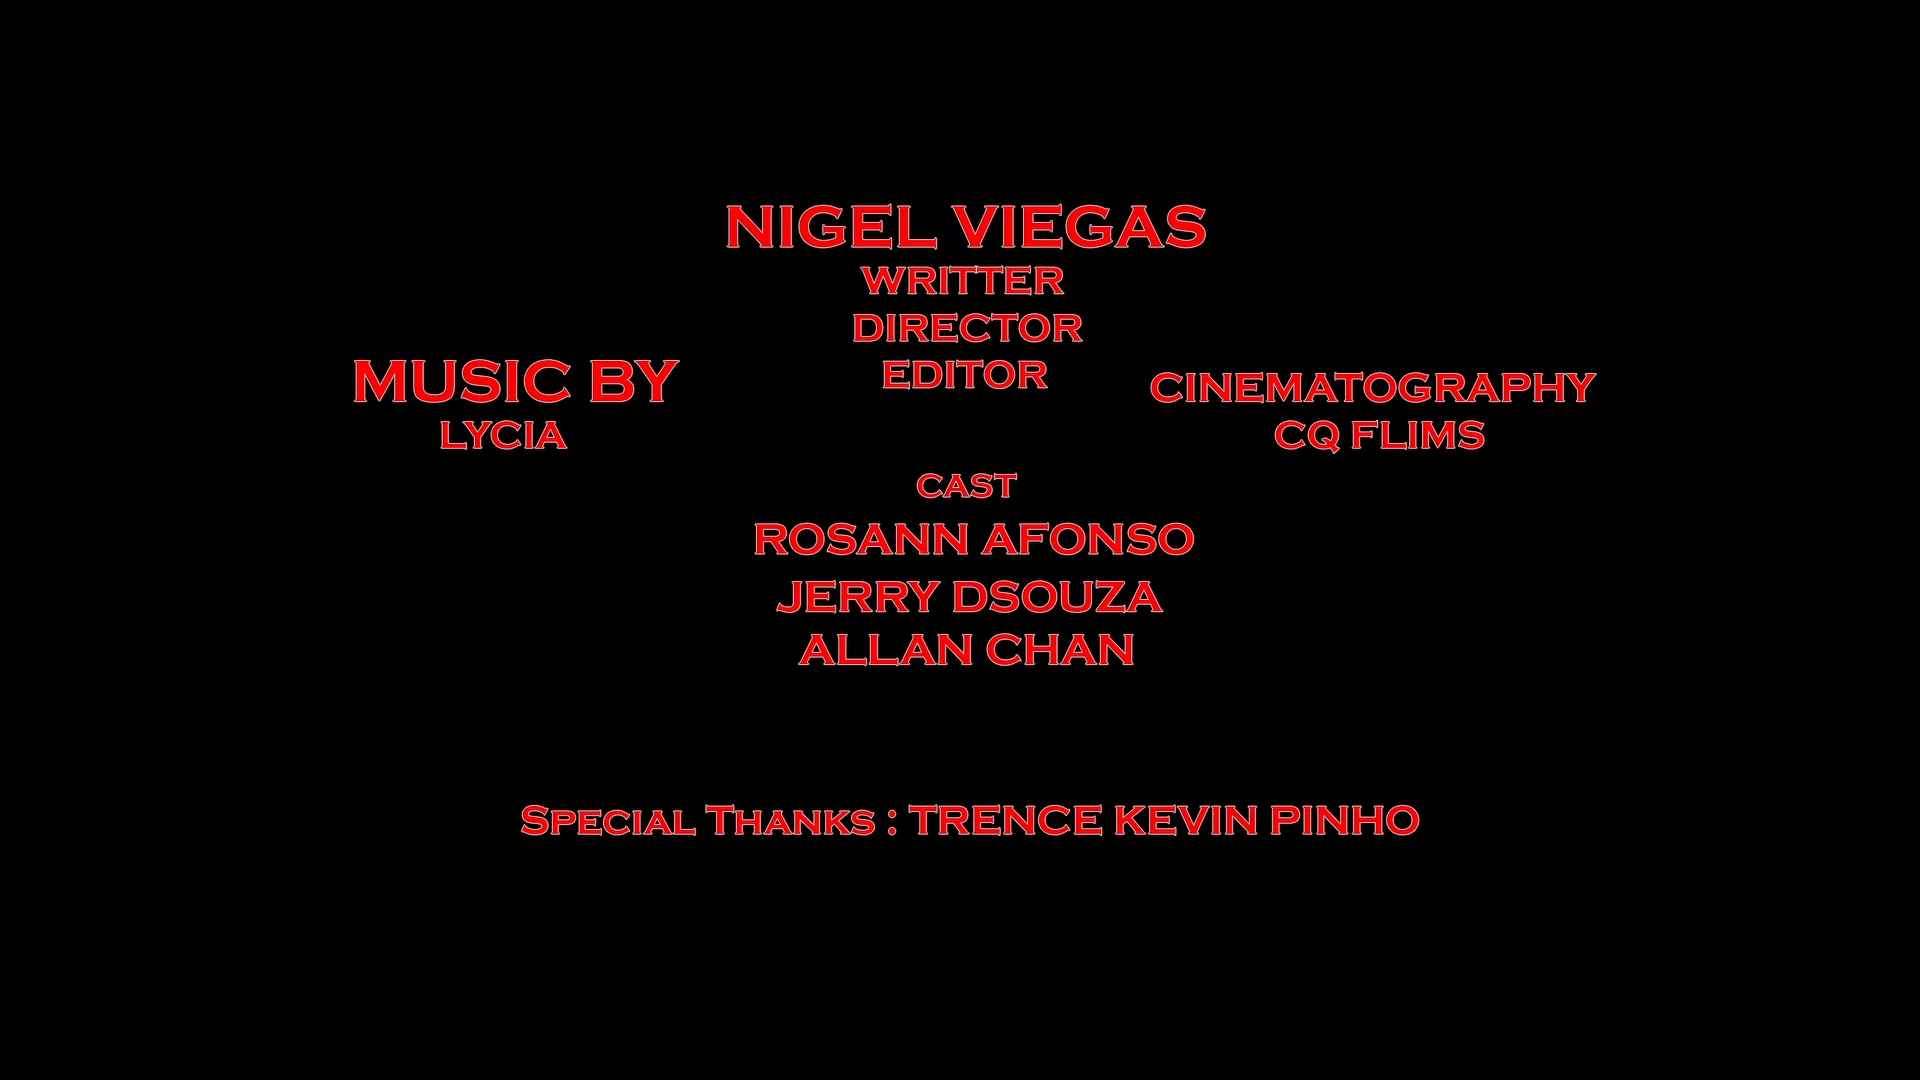 NIGEL VIEGAS
WRITTER
DIRECTOR
EDITOR
MUSIC BY
LYCIA
CINEMATOGRAPHY
CQ FLIMS
CAST
ROSANN AFONSO
JERRY DSOUZA
ALLAN CHAN
SPECIAL THANKS : TRENCE KEVIN PINHO